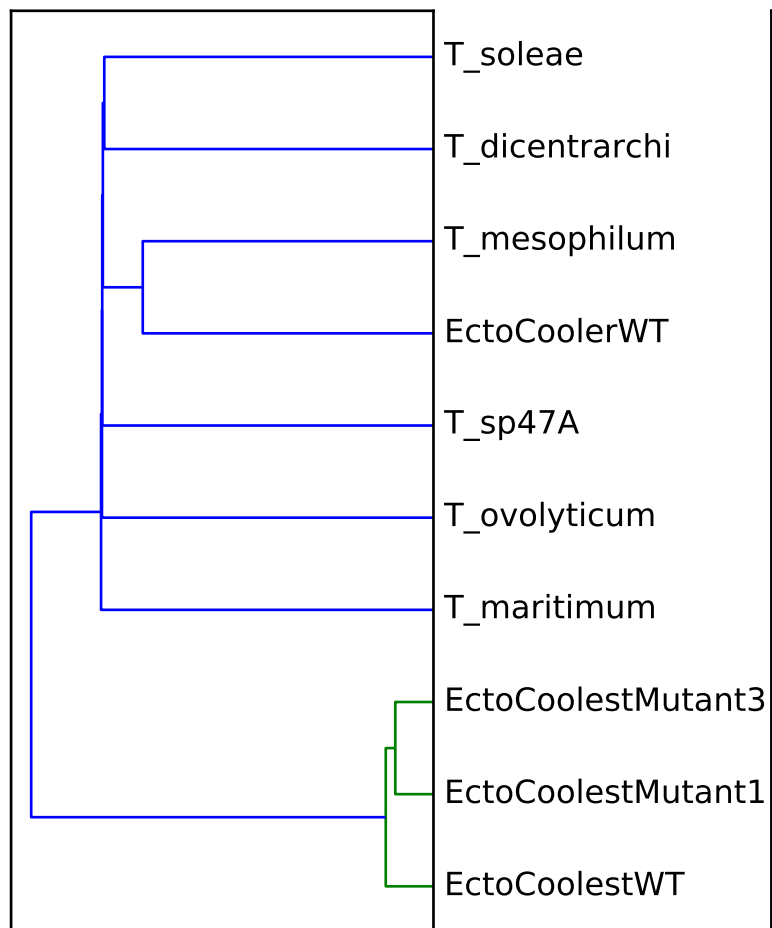 T_soleae
T_dicentrarchi
T_mesophilum
EctoCoolerWT
T_sp47A
T_ovolyticum
T_maritimum
EctoCoolestMutant3
EctoCoolestMutant1
EctoCoolestWT